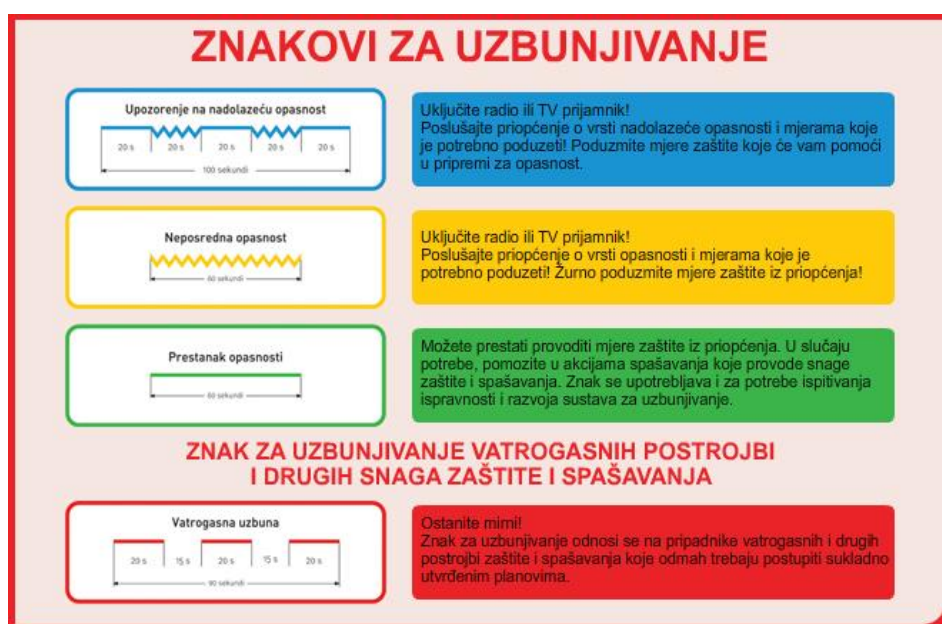 ZNAKOVI ZA UZBUNJIVANJE
Upozorenje na nadolazeću opasnost
20 s 20 s 20 s 20 s 20 s
100 sekundi
Uključite radio ili TV prijamnik!
Poslušajte priopćenje o vrsti nadolazeće opasnosti i mjerama koje
je potrebno poduzeti! Poduzmite mjere zaštite koje će vam pomoći
u pripremi za opasnost.
Neposredna opasnost
60 sekundi
Uključite radio ili TV prijamnik!
Poslušajte priopćenje o vrsti opasnosti i mjerama koje je
potrebno poduzeti! Žurno poduzmite mjere zaštite iz priopćenja!
Prestanak opasnosti
60 sekundi
Možete prestati provoditi mjere zaštite iz priopćenja. U slučaju
potrebe, pomozite u akcijama spašavanja koje provode snage
zaštite i spašavanja. Znak se upotrebljava i za potrebe ispitivanja
ispravnosti i razvoja sustava za uzbunjivanje.
ZNAK ZA UZBUNJIVANJE VATROGASNIH POSTROJBI
I DRUGIH SNAGA ZAŠTITE I SPAŠAVANJA
Vatrogasna uzbuna
20 s 15 s 20 s 15 s 20 s
90 sekundi
Ostanite mirni!
Znak za uzbunjivanje odnosi se na pripadnike vatrogasnih i drugih
postrojbi zaštite i spašavanja koje odmah trebaju postupiti sukladno
utvrđenim planovima.